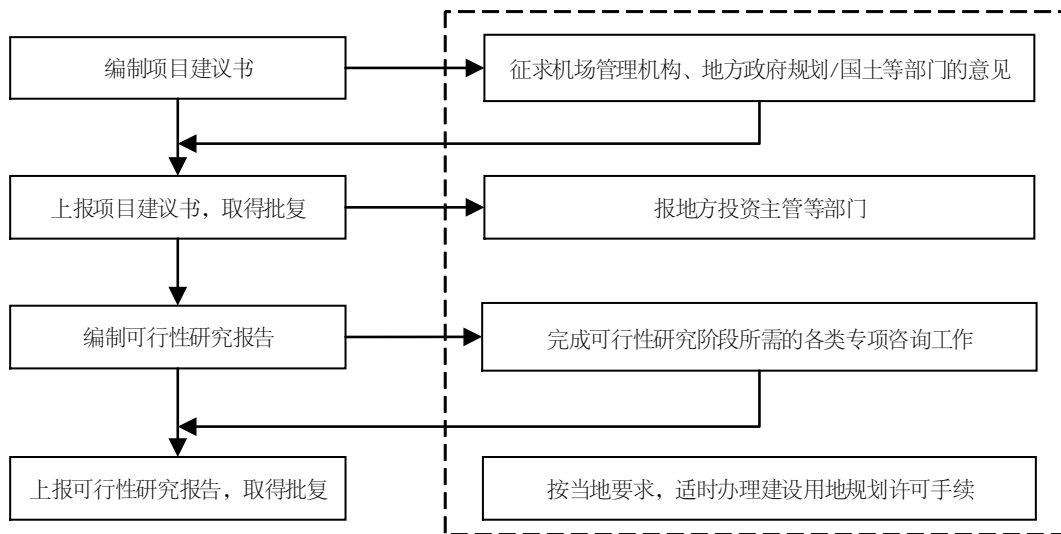 编制项目建议书
征求机场管理机构、地方政府规划/国土等部门的意见
上报项目建议书，取得批复
报地方投资主管等部门
编制可行性研究报告
完成可行性研究阶段所需的各类专项咨询工作
上报可行性研究报告，取得批复
按当地要求，适时办理建设用地规划许可手续